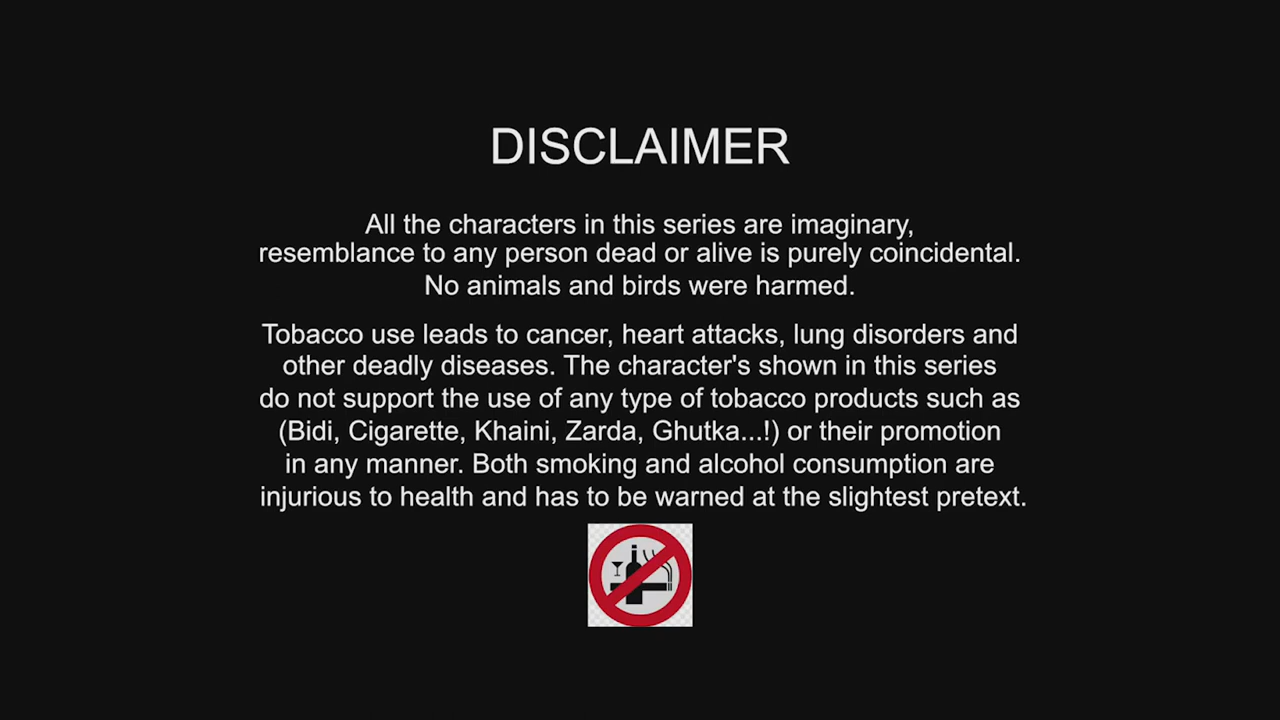 DISCLAIMER
All the characters in this series are imaginary,
resemblance to any person dead or alive is purely coincidental.
No animals and birds were harmed.
Tobacco use leads to cancer, heart attacks, lung disorders and
other deadly diseases. The character's shown in this series
do not support the use of any type of tobacco products such as
(Bidi, Cigarette, Khaini, Zarda, Ghutka...!) or their promotion
in any manner. Both smoking and alcohol consumption are
injurious to health and has to be warned at the slightest pretext.